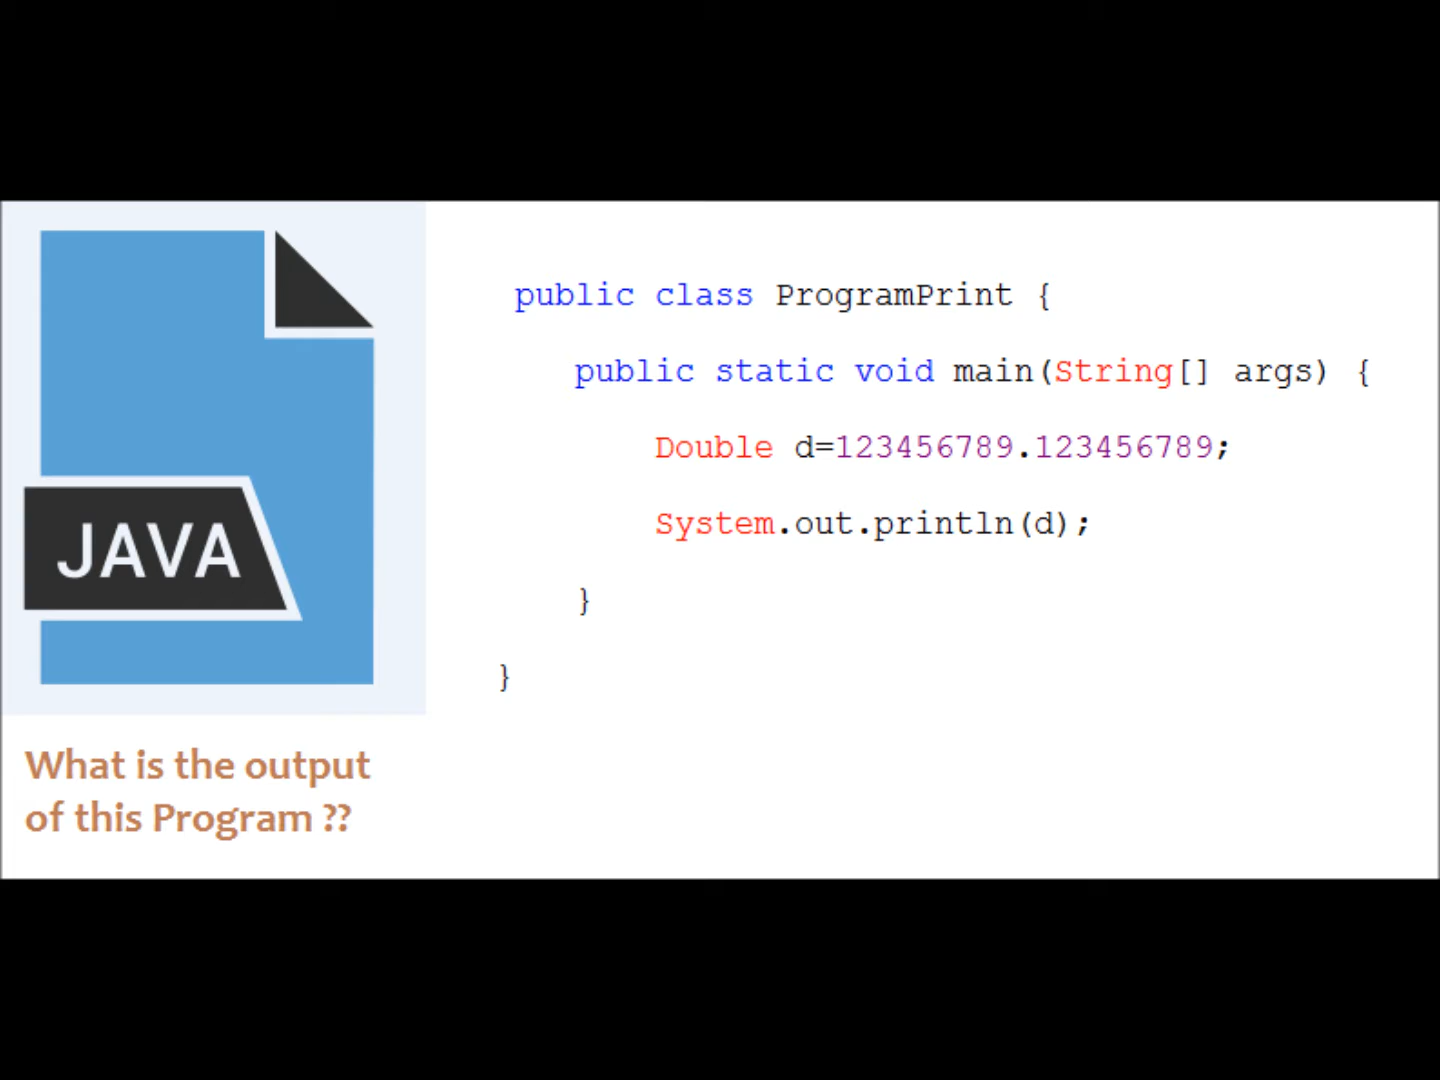 JAVA
What is the output
of this Program ??
public class ProgramPrint {
public static void main(String[] args) {
Double d=123456789.123456789;
System.out.println(d);
}
}